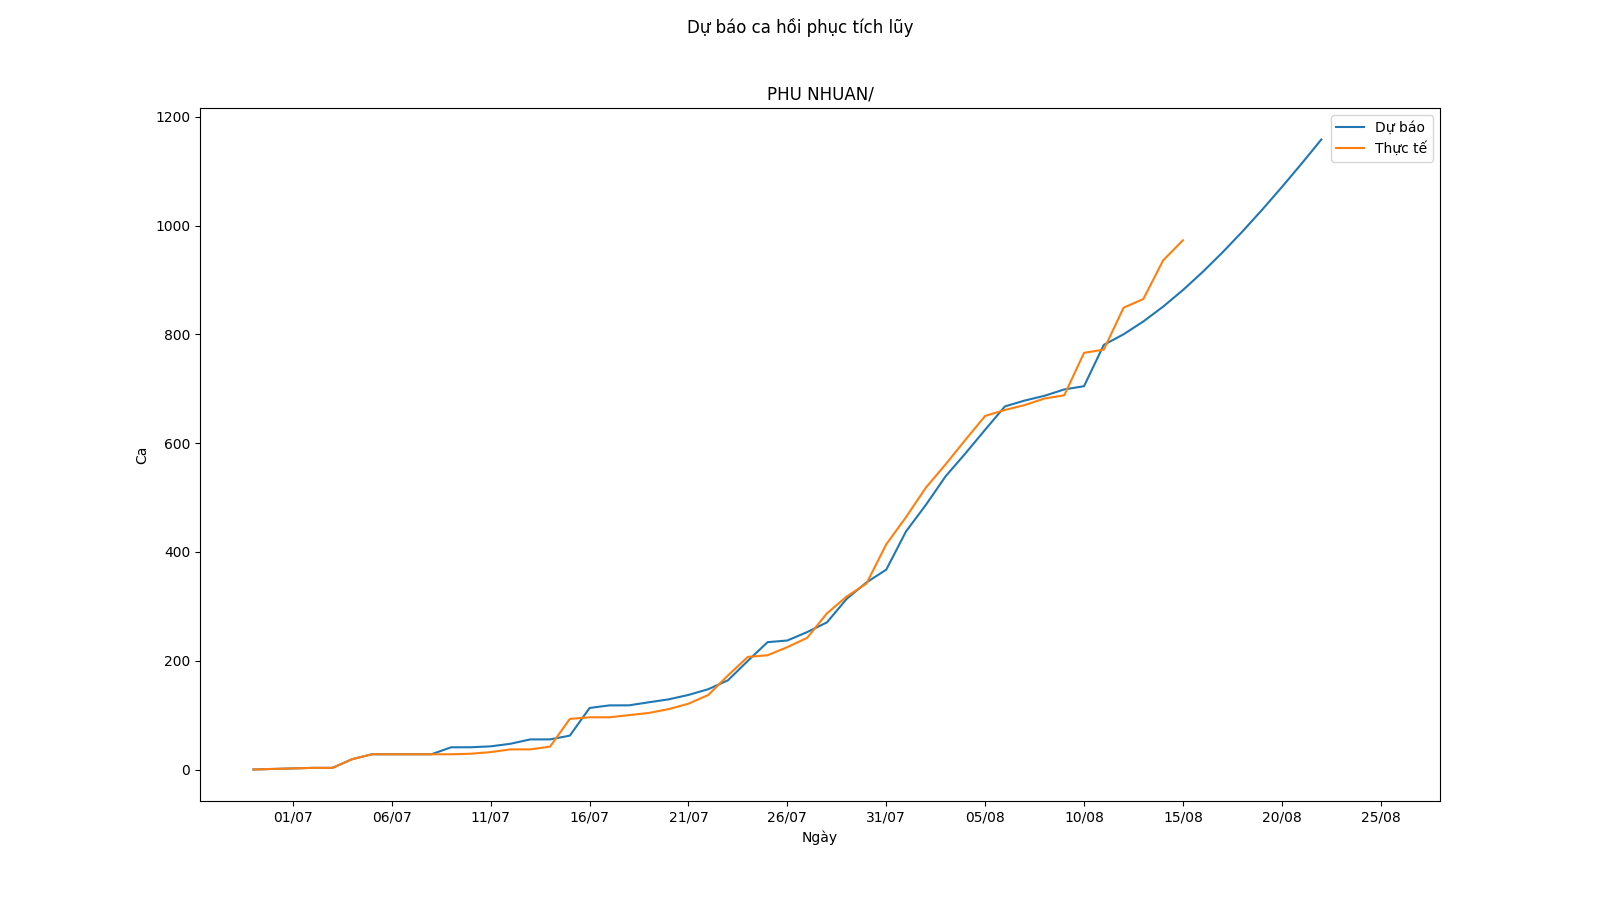 Dự báo ca hồi phục tích lũy
PHU NHUAN/
Dự báo
Thực tế
1200
1000
800
600
400
200
0
Ca
01/07 06/07 11/07 16/07 21/07 26/07 31/07 05/08 10/08 15/08 20/08 25/08
Ngày